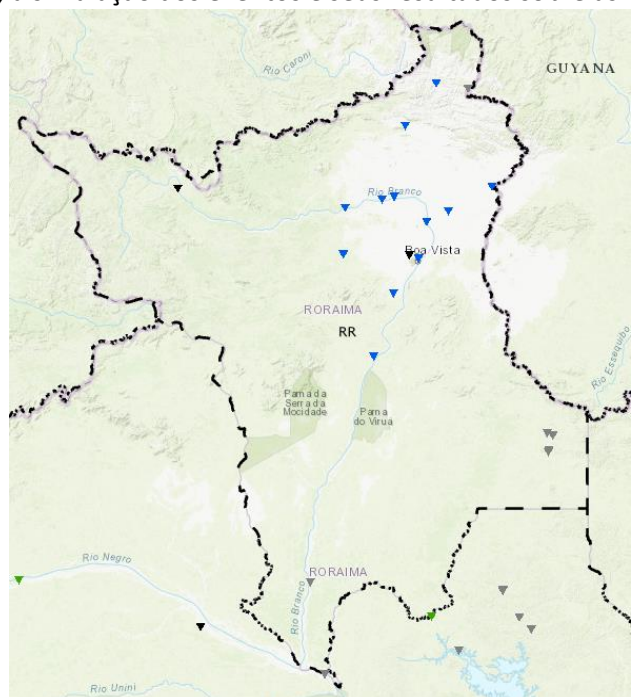 Rio Caroni
GUYANA
Rio Branco
Boa Vista
RORAIMA
RR
Rio Essequibo
Parna da
Serra da
Mocidade
Parna
do Virua
Rio Negro
RORAIMA
Rio Branco
Rio Unini